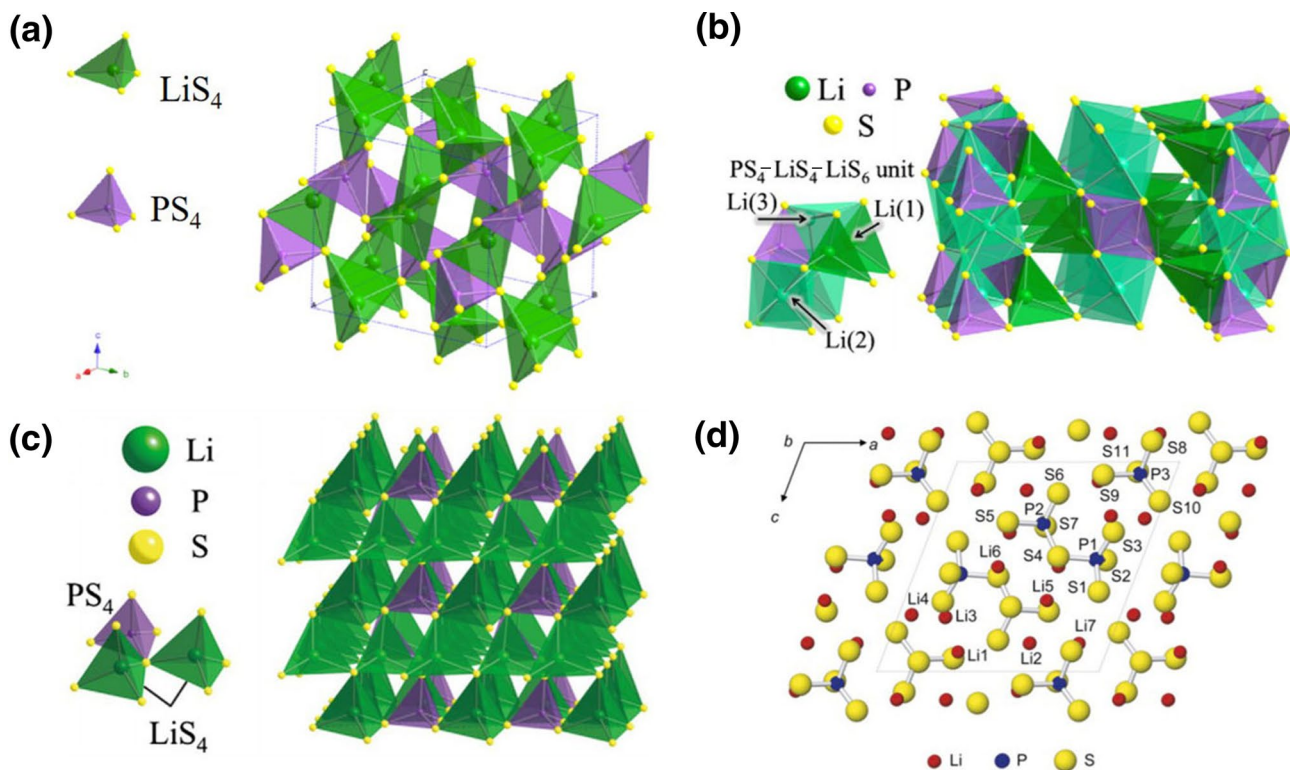 (a)
LiS4
PS4
c
A
B
c
a
b
(b)
Li P
S
PS4–LiS4–LiS6 unit
Li(3)
Li(1)
Li(2)
(c)
Li
P
S
PS4
LiS4
(d)
b
a
c
S11
S8
S6
P3
S9
P2
S10
S5
S7
P1
S3
Li6
S4
S2
Li5
S1
Li4
Li3
Li7
Li1
Li2
Li P S